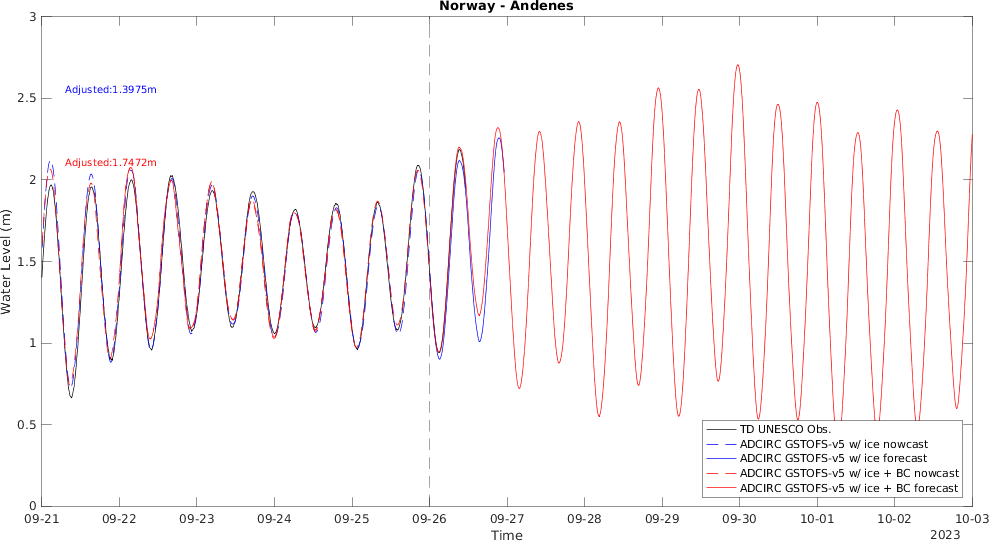 Norway - Andenes
3
2.5
2
1.5
1
0.5
0
Water Level (m)
Adjusted:1.3975m
Adjusted:1.7472m
TD UNESCO Obs.
ADCIRC GSTOFS-v5 w/ ice nowcast
ADCIRC GSTOFS-v5 w/ ice forecast
ADCIRC GSTOFS-v5 w/ ice + BC nowcast
ADCIRC GSTOFS-v5 w/ ice + BC forecast
09-21 09-22 09-23 09-24 09-25 09-26 09-27 09-28 09-29 09-30 10-01 10-02 10-03
Time
2023